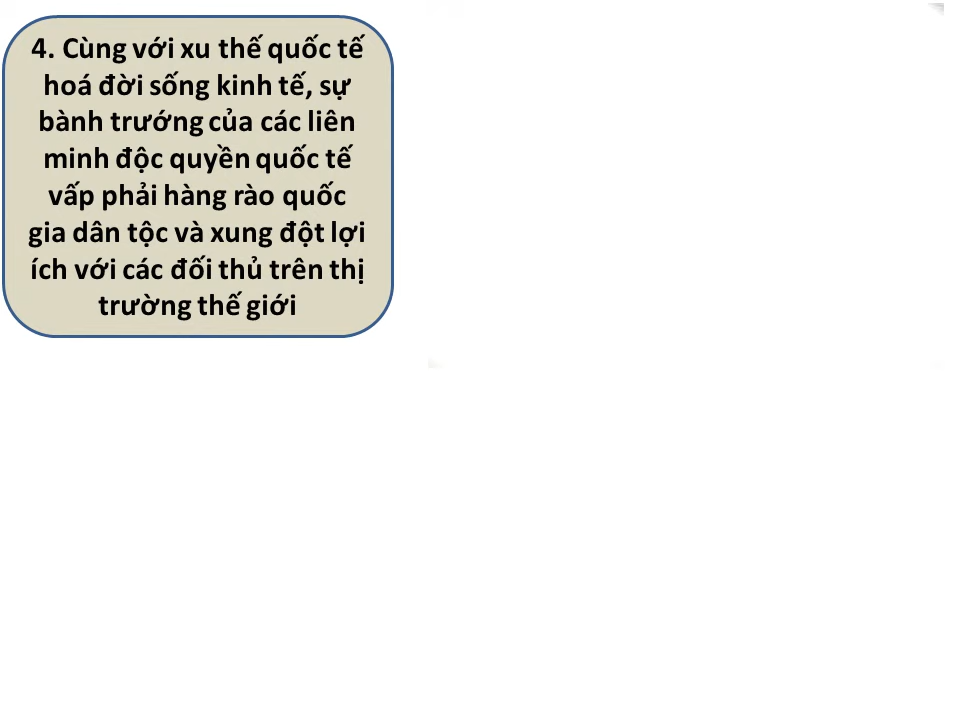 4. Cùng với xu thế quốc tế
hoá đời sống kinh tế, sự
bành trướng của các liên
minh độc quyền quốc tế
vấp phải hàng rào quốc
gia dân tộc và xung đột lợi
ích với các đối thủ trên thị
trường thế giới